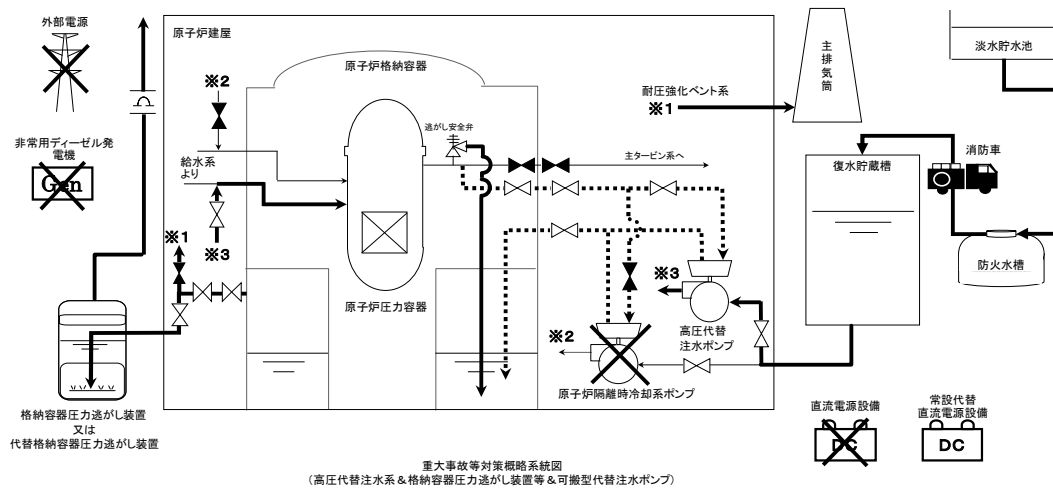 外部電源
原子炉建屋
原子炉格納容器
主排気筒
淡水貯水池
※2
耐圧強化ベント系
※1
逃がし安全弁
非常用ディーゼル発
電機
Gen
給水系
より
主タービン系へ
復水貯蔵槽
消防車
※1
※3
※3
防火水槽
原子炉圧力容器
高圧代替
注水ポンプ
※2
原子炉隔離時冷却系ポンプ
格納容器圧力逃がし装置
又は
代替格納容器圧力逃がし装置
直流電源設備
DC
常設代替
直流電源設備
DC
重大事故等対策概略系統図
(高圧代替注水系&格納容器圧力逃がし装置等&可搬型代替注水ポンプ)